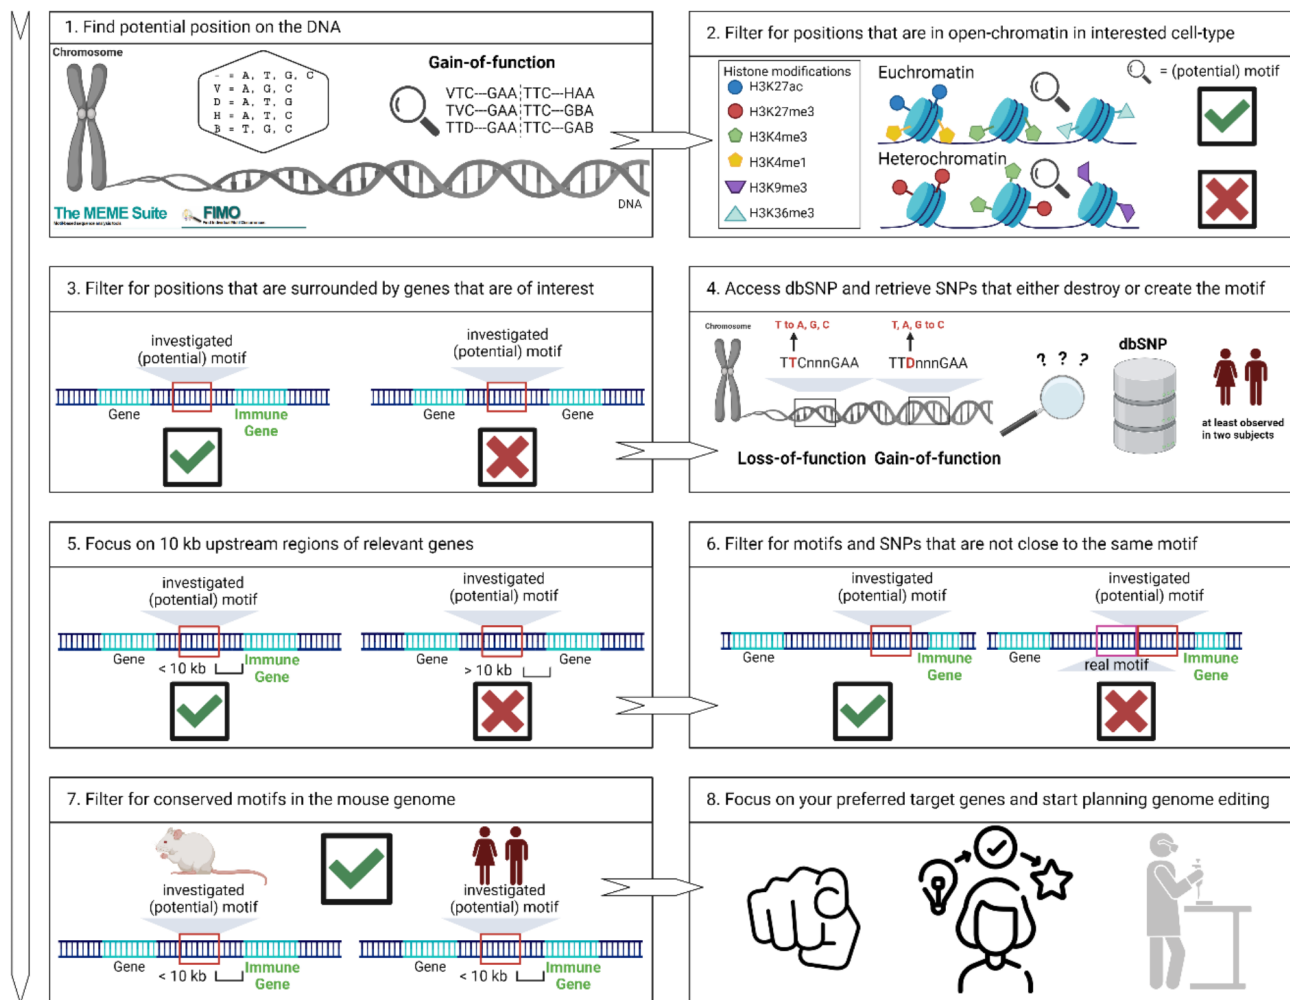 1. Find potential position on the DNA
Chromosome
- = A, T, G, C
V = A, G, C
D = A, T, G
H = A, T, C
B = T, G, C
Gain-of-function
VTC---GAA TTC---HAA
TVC---GAA TTC---GBA
TTD---GAA TTC---GAB
DNA
The MEME Suite
FIMO
2. Filter for positions that are in open-chromatin in interested cell-type
Histone modifications
H3K27ac
H3K27me3
H3K4me3
H3K4me1
H3K9me3
H3K36me3
Euchromatin
Heterochromatin
= (potential) motif
3. Filter for positions that are surrounded by genes that are of interest
investigated
(potential) motif
Gene
Immune
Gene
investigated
(potential) motif
Gene
Gene
4. Access dbSNP and retrieve SNPs that either destroy or create the motif
Chromosome
T to A, G, C
TTCnnnGAA
T, A, G to C
TTDnnnGAA
Loss-of-function
Gain-of-function
? ? ?
dbSNP
at least observed
in two subjects
5. Focus on 10 kb upstream regions of relevant genes
investigated
(potential) motif
Gene
< 10 kb
Immune
Gene
investigated
(potential) motif
Gene
> 10 kb
Gene
6. Filter for motifs and SNPs that are not close to the same motif
investigated
(potential) motif
Gene
Immune
Gene
investigated
(potential) motif
Gene
real motif
Immune
Gene
7. Filter for conserved motifs in the mouse genome
investigated
(potential) motif
Gene
< 10 kb
Immune
Gene
investigated
(potential) motif
Gene
< 10 kb
Immune
Gene
8. Focus on your preferred target genes and start planning genome editing